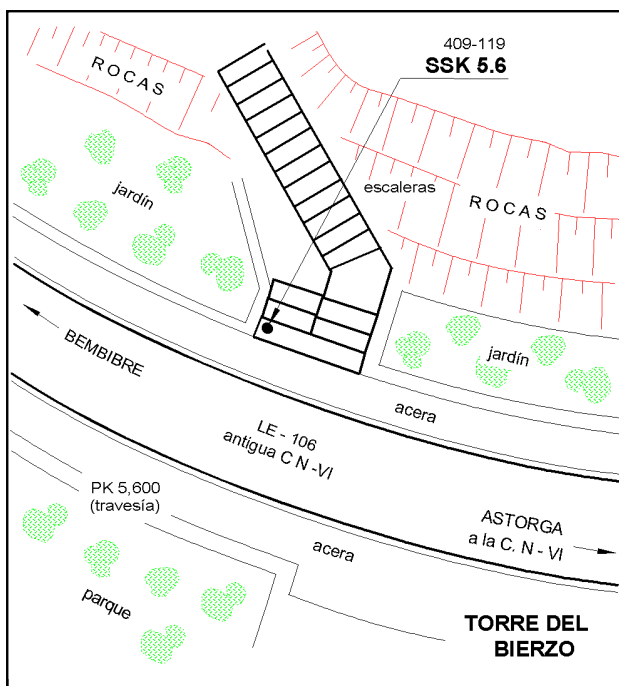 409-119
SSK 5.6
ROCAS
escaleras
jardín
ROCAS
BEMBIBRE
jardín
acera
LE - 106
antigua C N -VI
PK 5,600
(travesía)
ASTORGA
a la C. N - VI
acera
parque
TORRE DEL
BIERZO